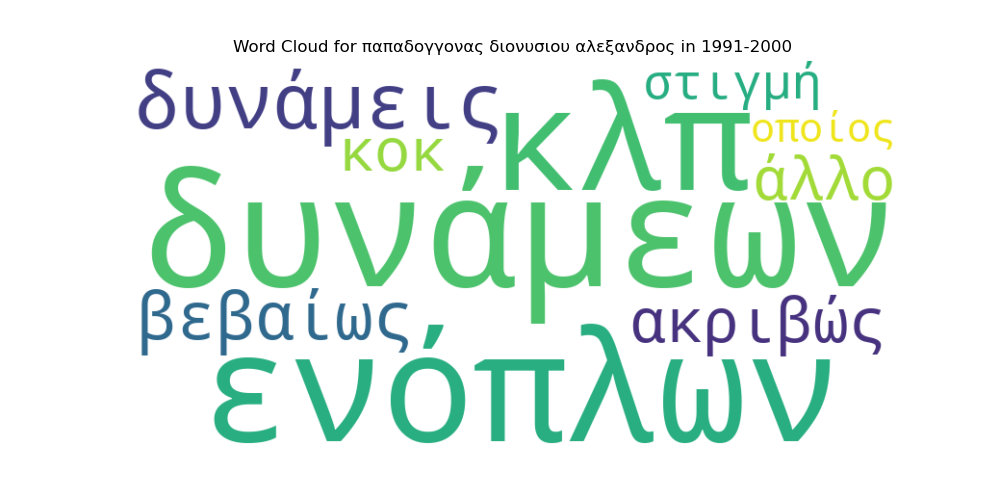 Word Cloud for παπαδογγονας διονυσιου αλεξανδρος in 1991-2000
δυνάμεις
στιγμή
κλπ
οποίος
κοκ
άλλο
δυνάμεων
βεβαίως
ακριβώς
ενόπλων